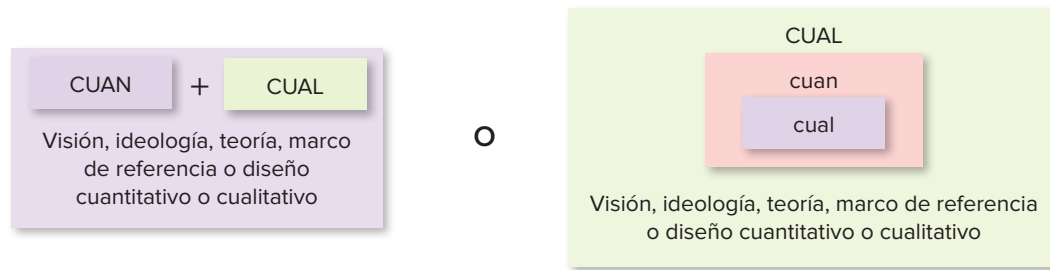 CUAN + CUAL
Visión, ideología, teoría, marco
de referencia o diseño
cuantitativo o cualitativo
o
CUAL
cuan
cual
Visión, ideología, teoría, marco de referencia
o diseño cuantitativo o cualitativo